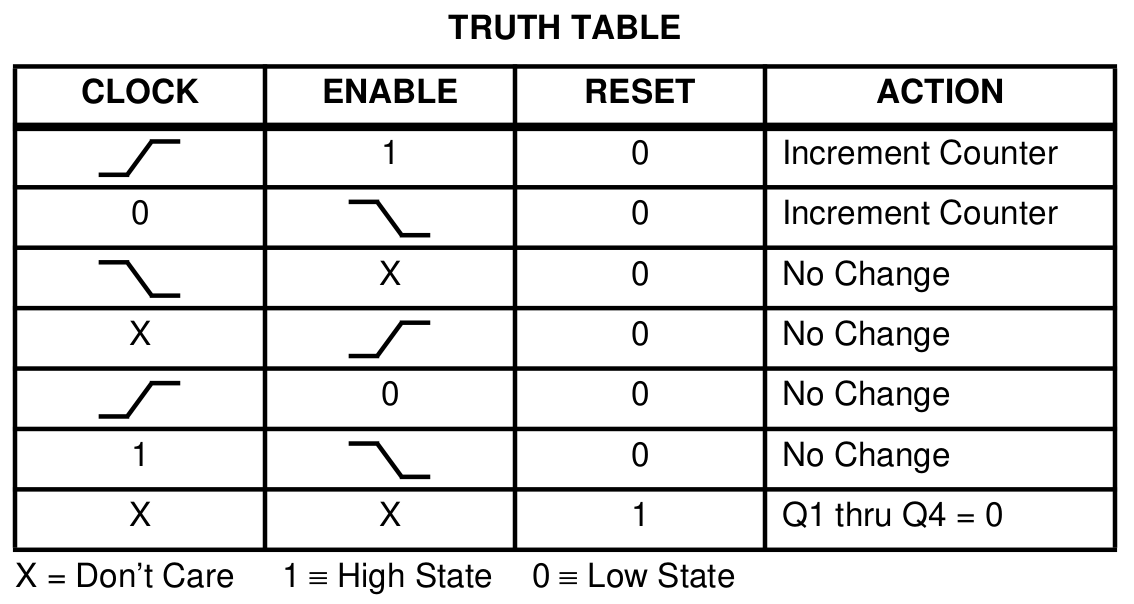 TRUTH TABLE
CLOCK ENABLE RESET ACTION
1 0 Increment Counter
0 0 Increment Counter
X 0 No Change
X 0 No Change
0 0 No Change
1 0 No Change
X X 1 Q1 thru Q4 = 0
X = Don't Care 1 ≡ High State 0 ≡ Low State